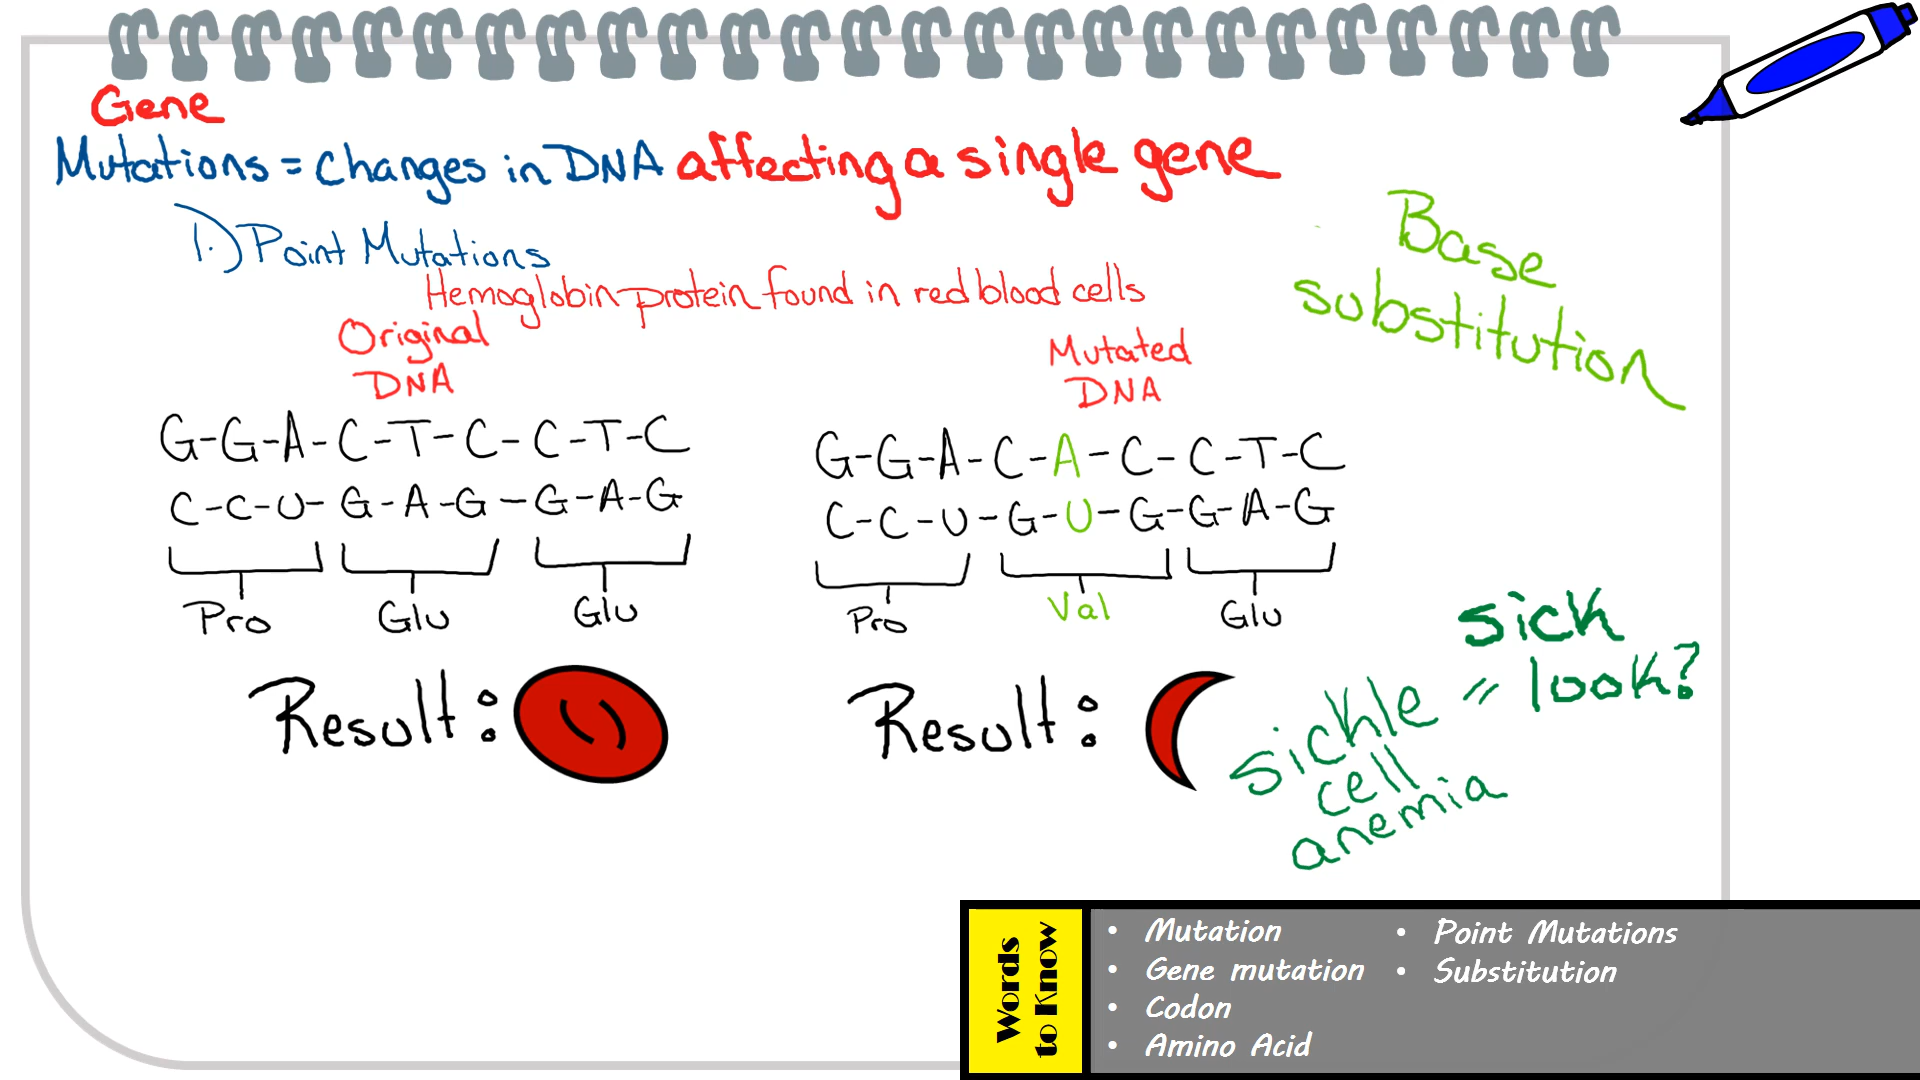 Gene
Mutations = changes in DNA affecting a single gene
1.) Point Mutations
Hemoglobin protein found in red blood cells
Original
DNA
G-G-A-C-T-C-C-T-C
C-C-U-G-A-G-G-A-G
Pro Glu Glu
Result:
Mutated
DNA
G-G-A-C-A-C-C-T-C
C-C-U-G-U-G-G-A-G
Pro Val Glu
Result:
Base
substitution
sick
look?
=
sickle
cell
anemia
Words
to Know
• Mutation
• Gene mutation
• Codon
• Amino Acid
• Point Mutations
• Substitution